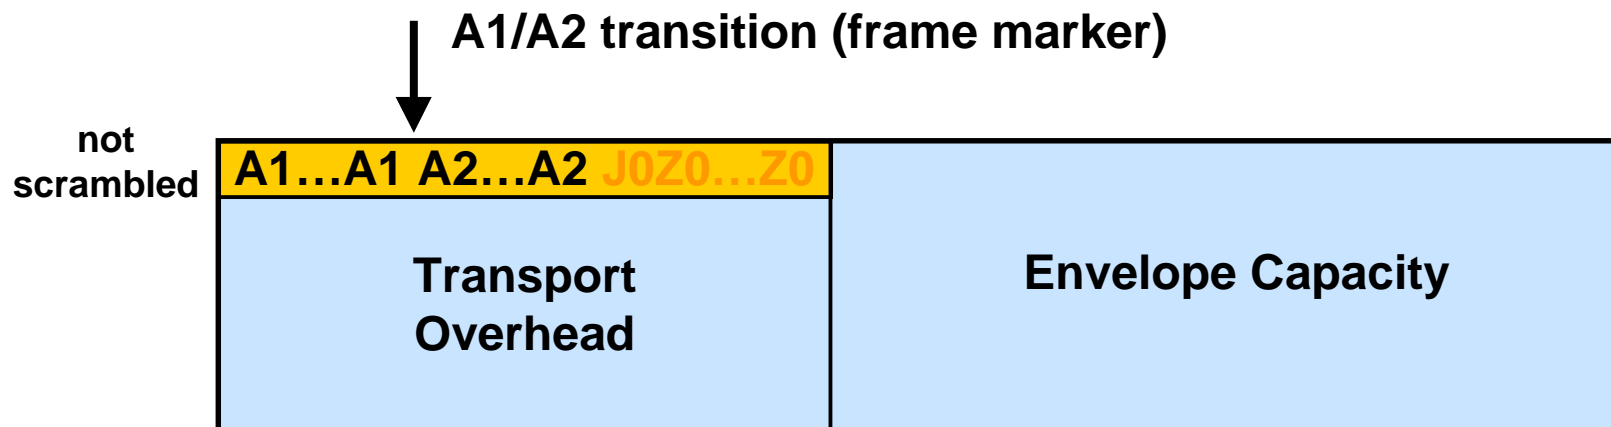 A1/A2 transition (frame marker)
not
scrambled
A1…A1 A2…A2 J0Z0…Z0
Transport
Overhead
Envelope Capacity